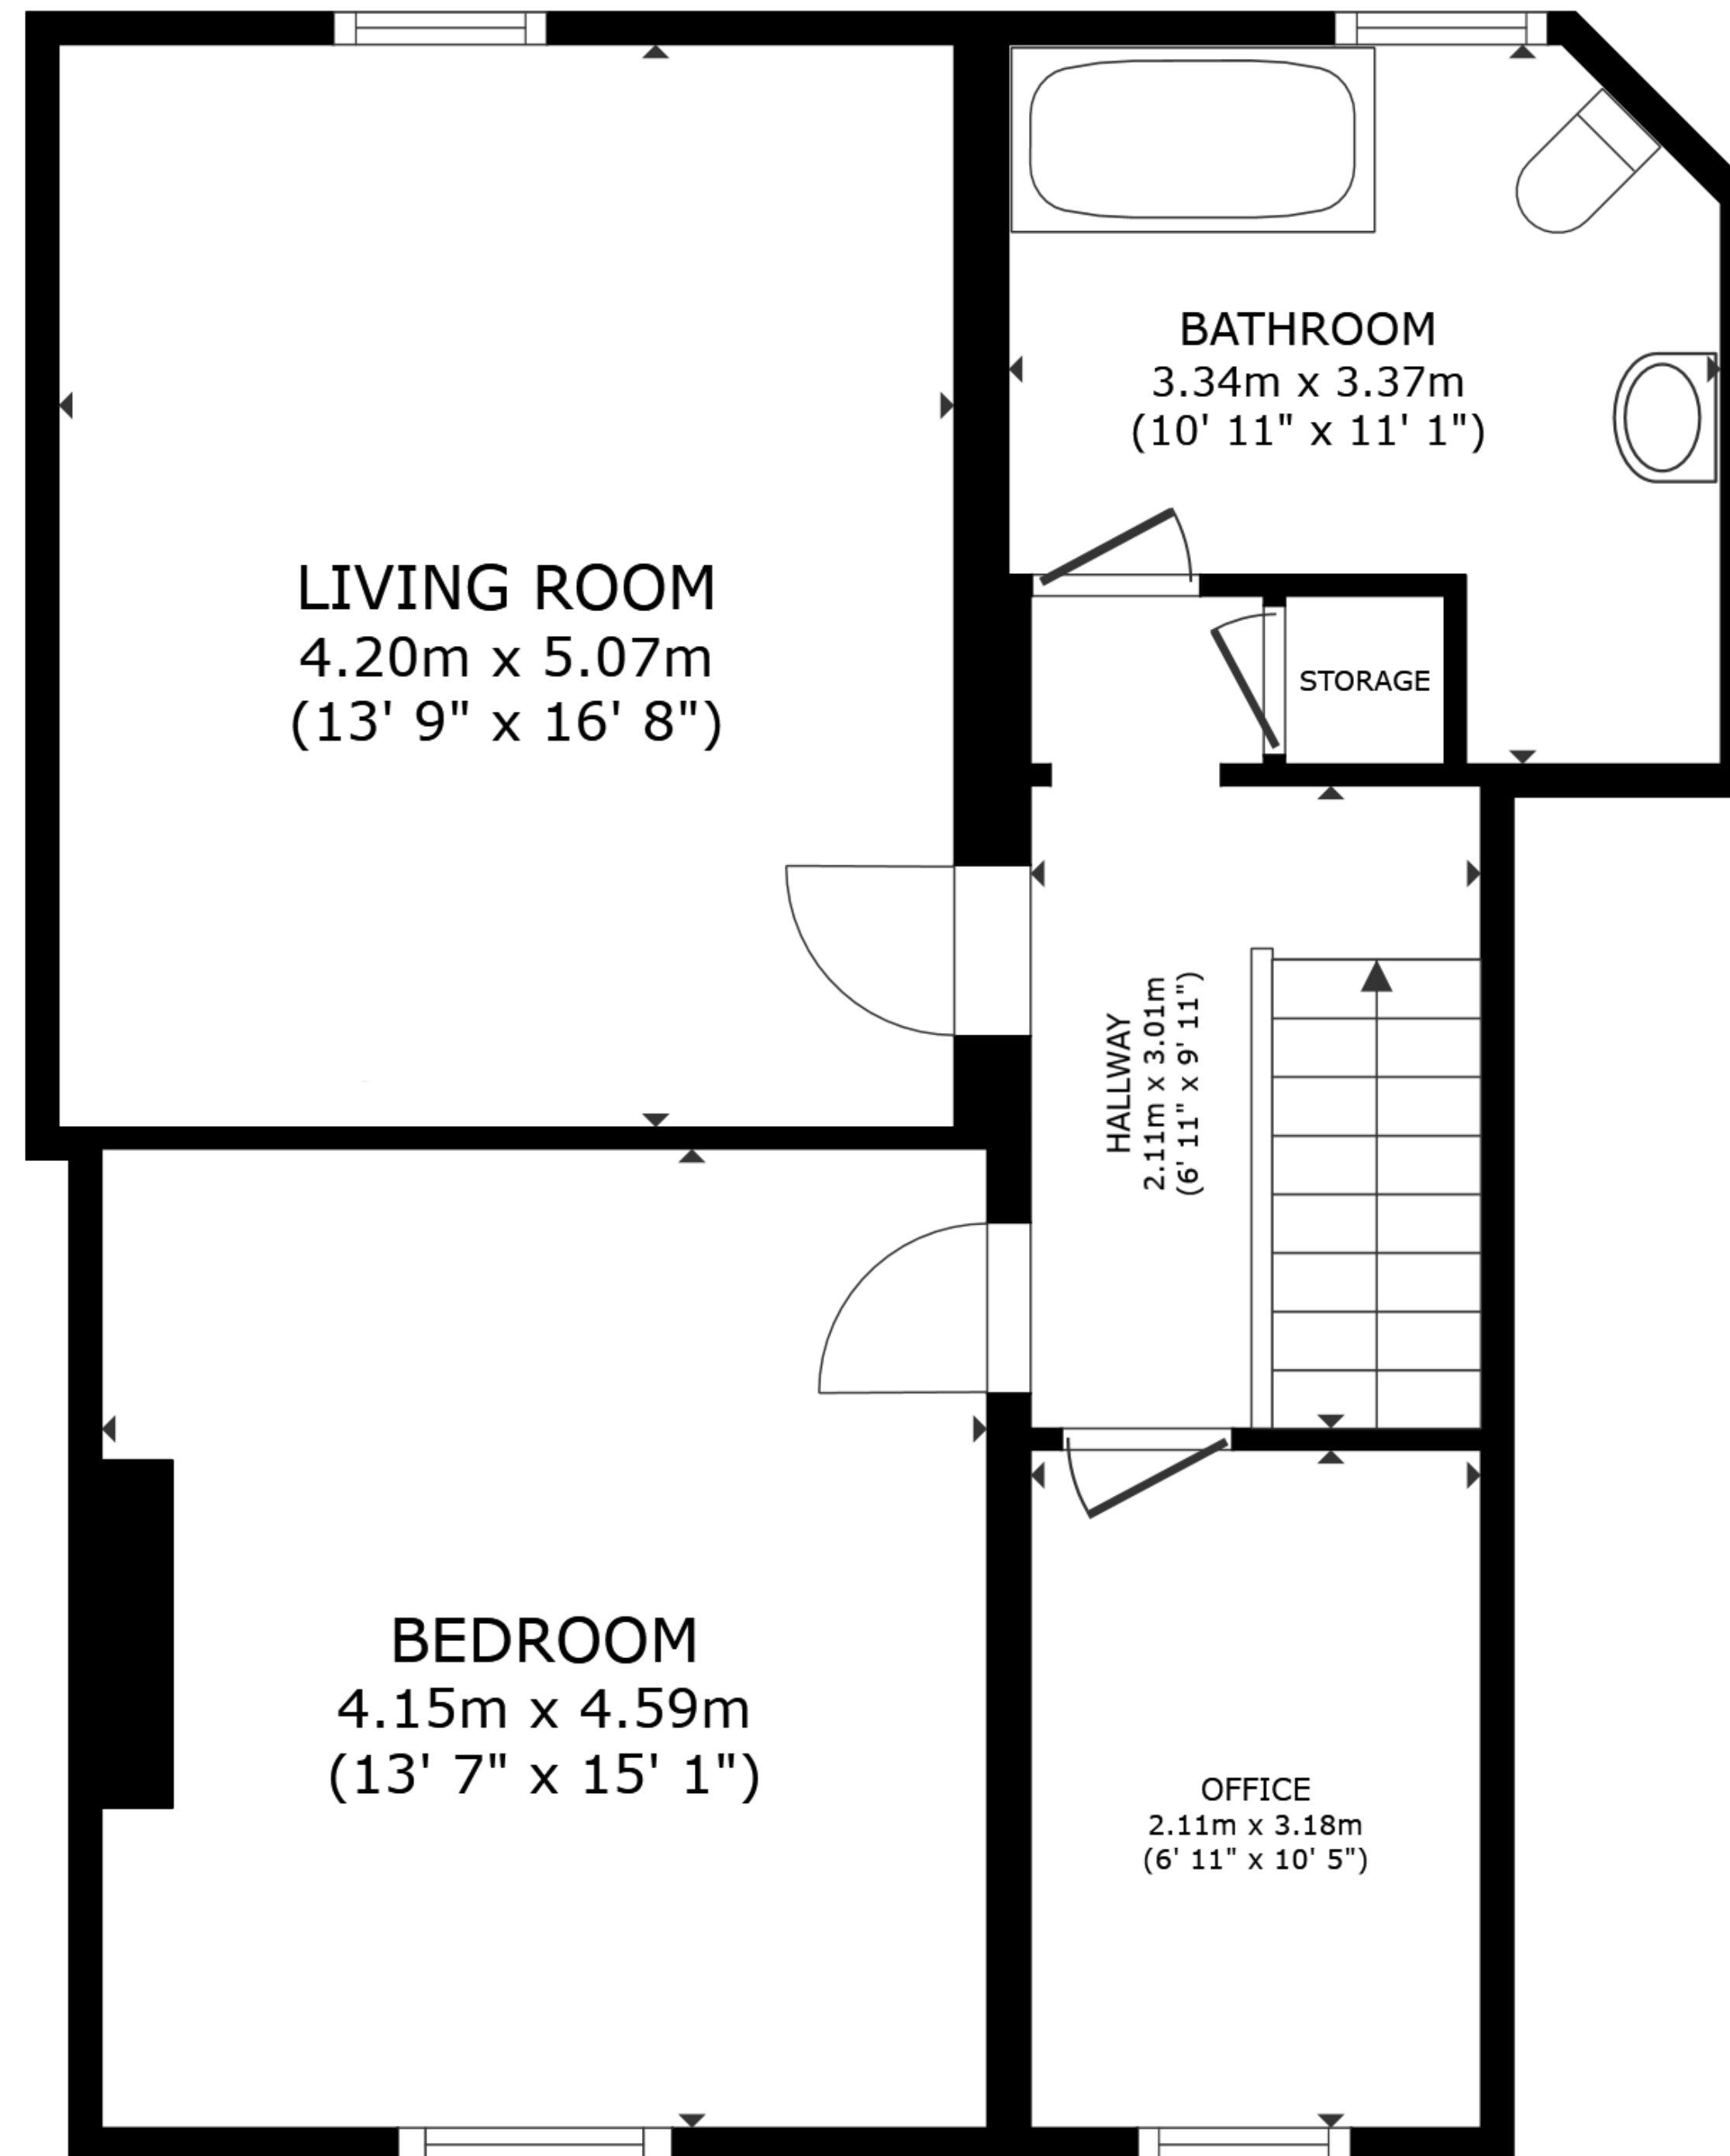 BATHROOM
3.34m x 3.37m
(10' 11" x 11' 1")
LIVING ROOM
4.20m x 5.07m
(13' 9" x 16' 8")
STORAGE
HALLWAY
2.11m x 3.01m
(6' 11" x 9' 11")
BEDROOM
4.15m x 4.59m
(13' 7" x 15' 1")
OFFICE
2.11m x 3.18m
(6' 11" x 10' 5")